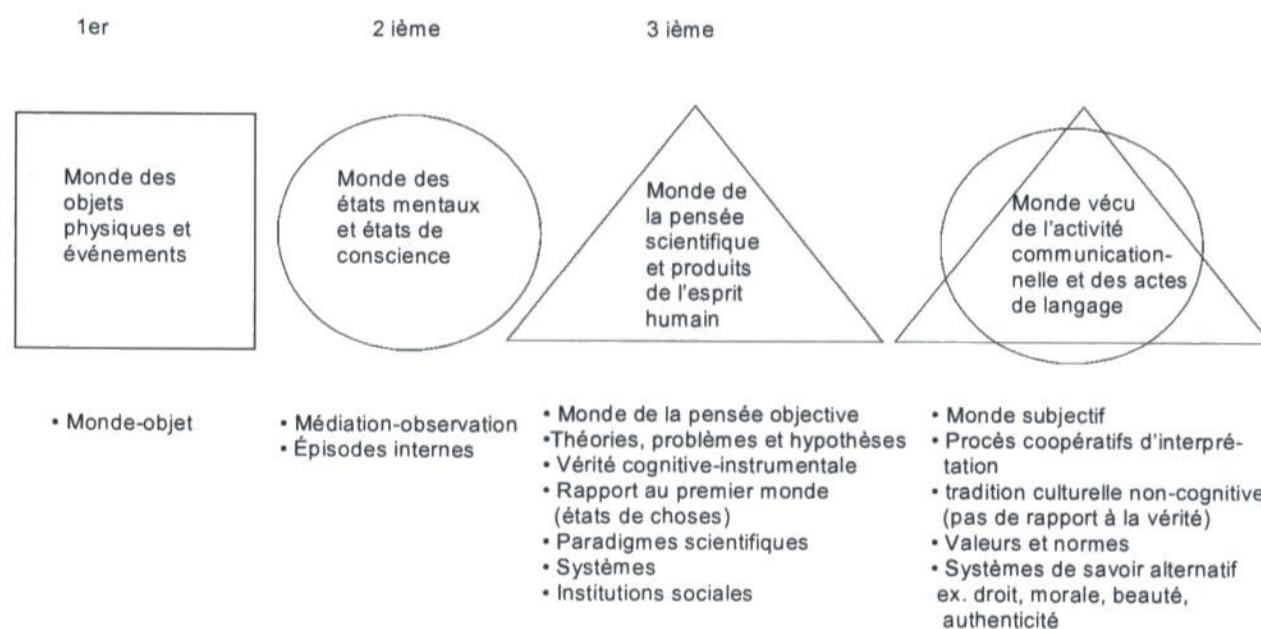 1er
2 ième
3 ième
Monde des
objets
physiques et
événements
Monde des
états mentaux
et états de
conscience
Monde de
la pensée
scientifique
et produits
de l'esprit
humain
Monde vécu
de l'activité
communication-
nelle et des actes
de langage
• Monde-objet
• Médiation-observation
• Épisodes internes
• Monde de la pensée objective
•Théories, problèmes et hypothèses
• Vérité cognitive-instrumentale
• Rapport au premier monde
(états de choses)
• Paradigmes scientifiques
• Systèmes
• Institutions sociales
• Monde subjectif
• Procès coopératifs d'interpré-
tation
• tradition culturelle non-cognitive
(pas de rapport à la vérité)
• Valeurs et normes
• Systèmes de savoir alternatif
ex. droit, morale, beauté,
authenticité